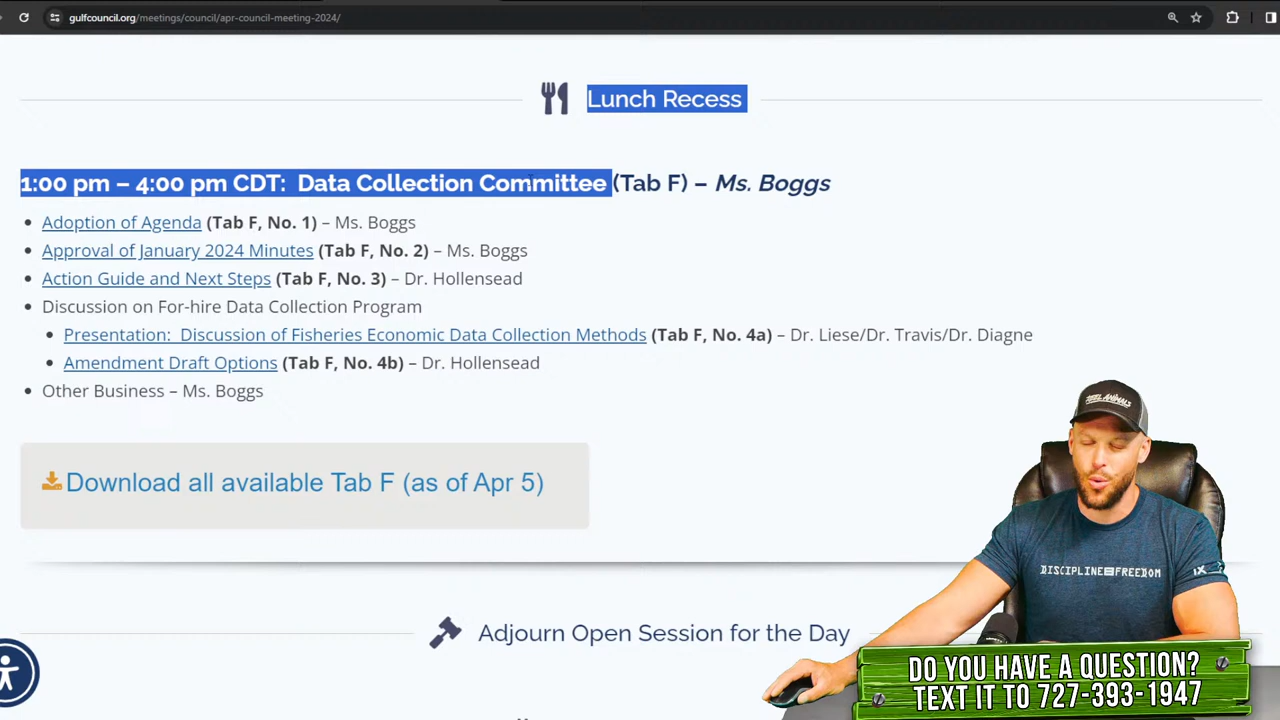 gulfcouncil.org/meetings/council/apr-council-meeting-2024/
Lunch Recess
1:00 pm – 4:00 pm CDT:  Data Collection Committee (Tab F) – Ms. Boggs
Adoption of Agenda (Tab F, No. 1) – Ms. Boggs
Approval of January 2024 Minutes (Tab F, No. 2) – Ms. Boggs
Action Guide and Next Steps (Tab F, No. 3) – Dr. Hollensead
Discussion on For-hire Data Collection Program
Presentation:  Discussion of Fisheries Economic Data Collection Methods (Tab F, No. 4a) – Dr. Liese/Dr. Travis/Dr. Diagne
Amendment Draft Options (Tab F, No. 4b) – Dr. Hollensead
Other Business – Ms. Boggs
Download all available Tab F (as of Apr 5)
REEL ANIMALS
DISCIPLINE=FREEDOM
Adjourn Open Session for the Day
DO YOU HAVE A QUESTION?
TEXT IT TO 727-393-1947